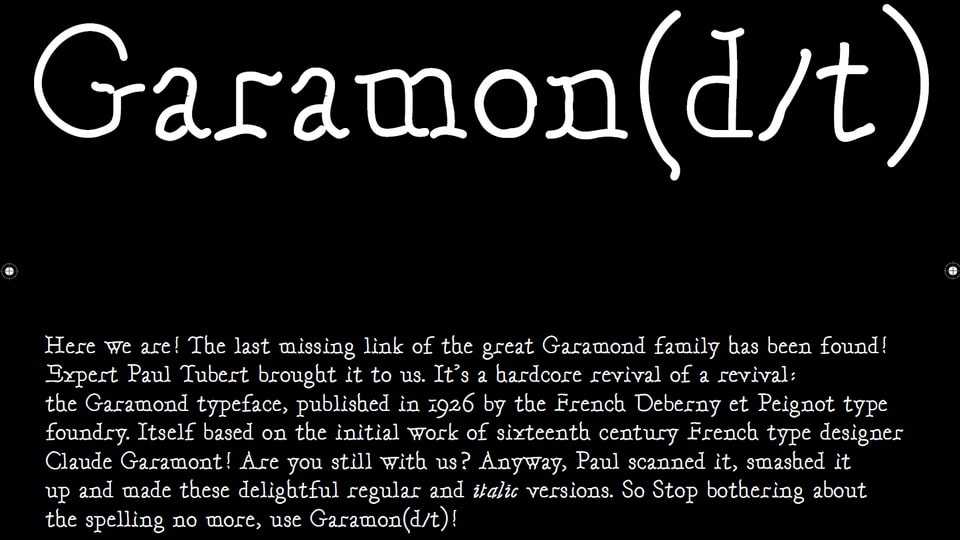 Garamon(d/t)
Here we are! The last missing link of the great Garamond family has been found!
Expert Paul Tubert brought it to us. It's a hardcore revival of a revival:
the Garamond typeface, published in 1926 by the French Deberny et Peignot type
foundry. Itself based on the initial work of sixteenth century French type designer
Claude Garamont! Are you still with us? Anyway, Paul scanned it, smashed it
up and made these delightful regular and italic versions. So Stop bothering about
the spelling no more, use Garamon(d/t)!